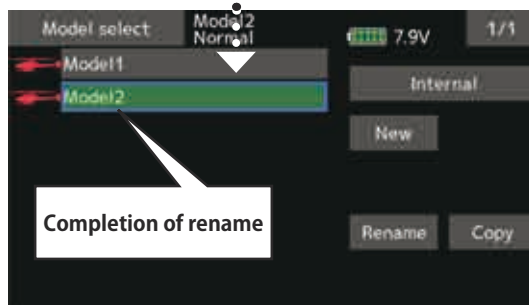 Model select
Model2
Normal
7.9V
1/1
Model1
Model2
Internal
New
Completion of rename
Rename
Copy